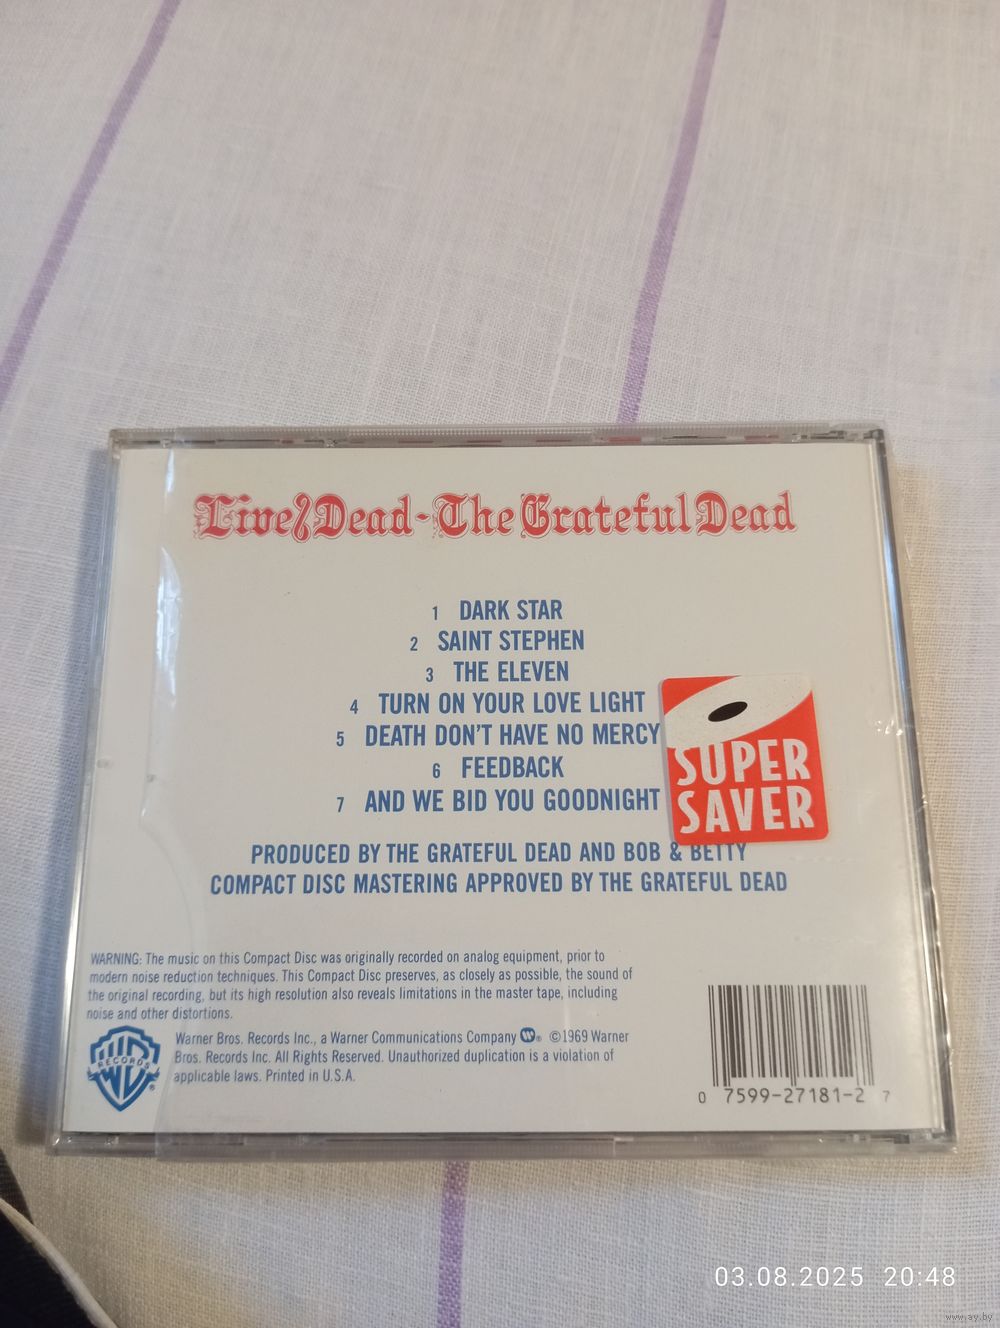 Live/Dead - The Grateful Dead
1 DARK STAR
2 SAINT STEPHEN
3 THE ELEVEN
4 TURN ON YOUR LOVE LIGHT
5 DEATH DON'T HAVE NO MERCY
6 FEEDBACK
7 AND WE BID YOU GOODNIGHT
SUPER
SAVER
PRODUCED BY THE GRATEFUL DEAD AND BOB & BETTY
COMPACT DISC MASTERING APPROVED BY THE GRATEFUL DEAD
WARNING: The music on this Compact Disc was originally recorded on analog equipment, prior to
modern noise reduction techniques. This Compact Disc preserves, as closely as possible, the sound of
the original recording, but its high resolution also reveals limitations in the master tape, including
noise and other distortions.
RECORDS
Warner Bros. Records Inc., a Warner Communications Company ®. ©1969 Warner
Bros. Records Inc. All Rights Reserved. Unauthorized duplication is a violation of
applicable laws. Printed in U.S.A.
0 7599-27181-2 7
03.08.2025 20:48
www.ay.by